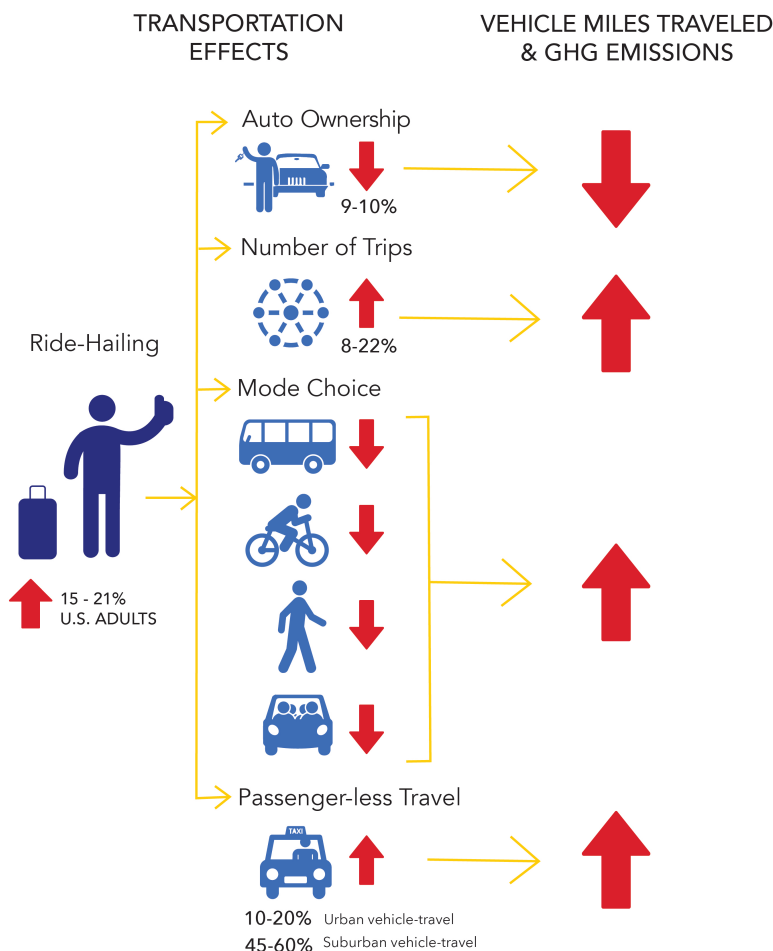 TRANSPORTATION
EFFECTS
VEHICLE MILES TRAVELED
& GHG EMISSIONS
Auto Ownership
9-10%
Number of Trips
8-22%
Ride-Hailing
15 - 21%
U.S. ADULTS
Mode Choice
Passenger-less Travel
TAXI
10-20% Urban vehicle-travel
45-60% Suburban vehicle-travel